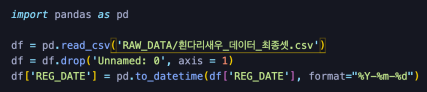 import pandas as pd
df = pd.read_csv('RAW_DATA/흰다리새우_데이터_최종셋.csv')
df = df.drop('Unnamed: 0', axis = 1)
df['REG_DATE'] = pd.to_datetime(df['REG_DATE'], format="%Y-%m-%d")